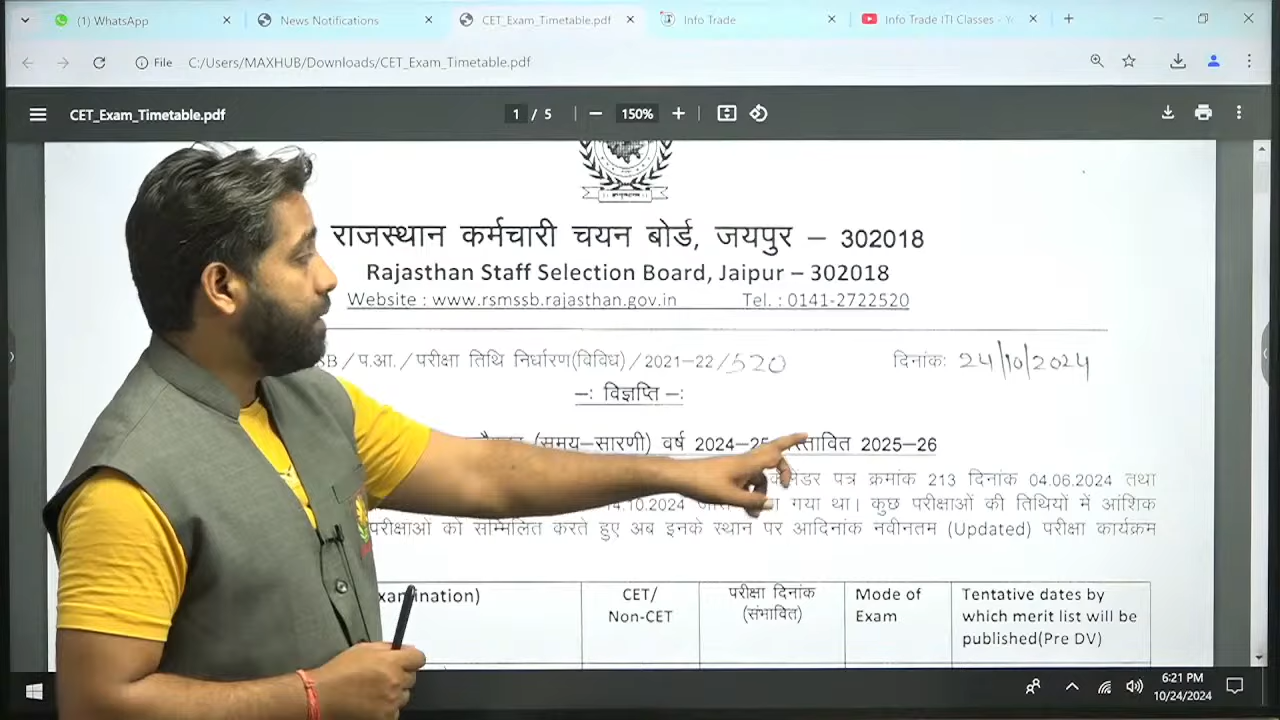 (1) WhatsApp
News Notifications
CET_Exam_Timetable.pdf
Info Trade
Info Trade ITI Classes - Yo
File C:/Users/MAXHUB/Downloads/CET_Exam_Timetable.pdf
CET_Exam_Timetable.pdf
1 / 5
150%
राजस्थान कर्मचारी चयन बोर्ड, जयपुर – 302018
Rajasthan Staff Selection Board, Jaipur – 302018
Website : www.rsmssb.rajasthan.gov.in Tel. : 0141-2722520
/ प.आ. / परीक्षा तिथि निर्धारण(विविध) / 2021–22 / 520 दिनांक: 24/10/2024
–: विज्ञप्ति –:
(समय–सारणी) वर्ष 2024–25 2025–26
पत्र क्रमांक 213 दिनांक 04.06.2024 तथा
गया था। कुछ परीक्षाओं की तिथियों में आंशिक
परीक्षाओं को सम्मिलित करते हुए अब इनके स्थान पर आदिनांक नवीनतम (Updated) परीक्षा कार्यक्रम
CET/ Non-CET
परीक्षा दिनांक (संभावित)
Mode of Exam
Tentative dates by which merit list will be published(Pre DV)
6:21 PM
10/24/2024